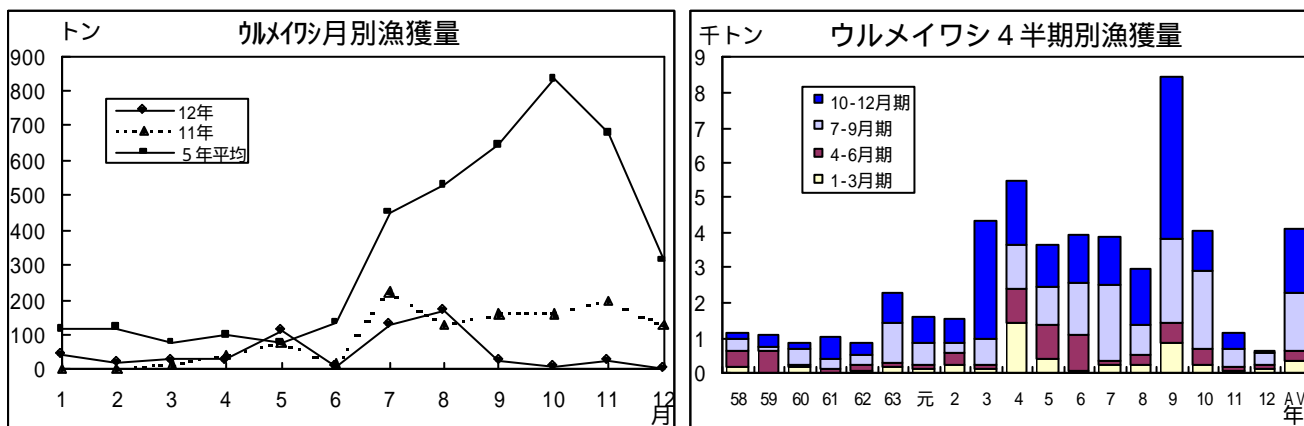 トン ウルメイワシ月別漁獲量
900
800
700
600
500
400
300
200
100
0
12年
11年
5年平均
1 2 3 4 5 6 7 8 9 10 11 12
月
千トン ウルメイワシ4半期別漁獲量
9
8
7
6
5
4
3
2
1
0
10-12月期
7-9月期
4-6月期
1-3月期
58 59 60 61 62 63 元 2 3 4 5 6 7 8 9 10 11 12 AV
年